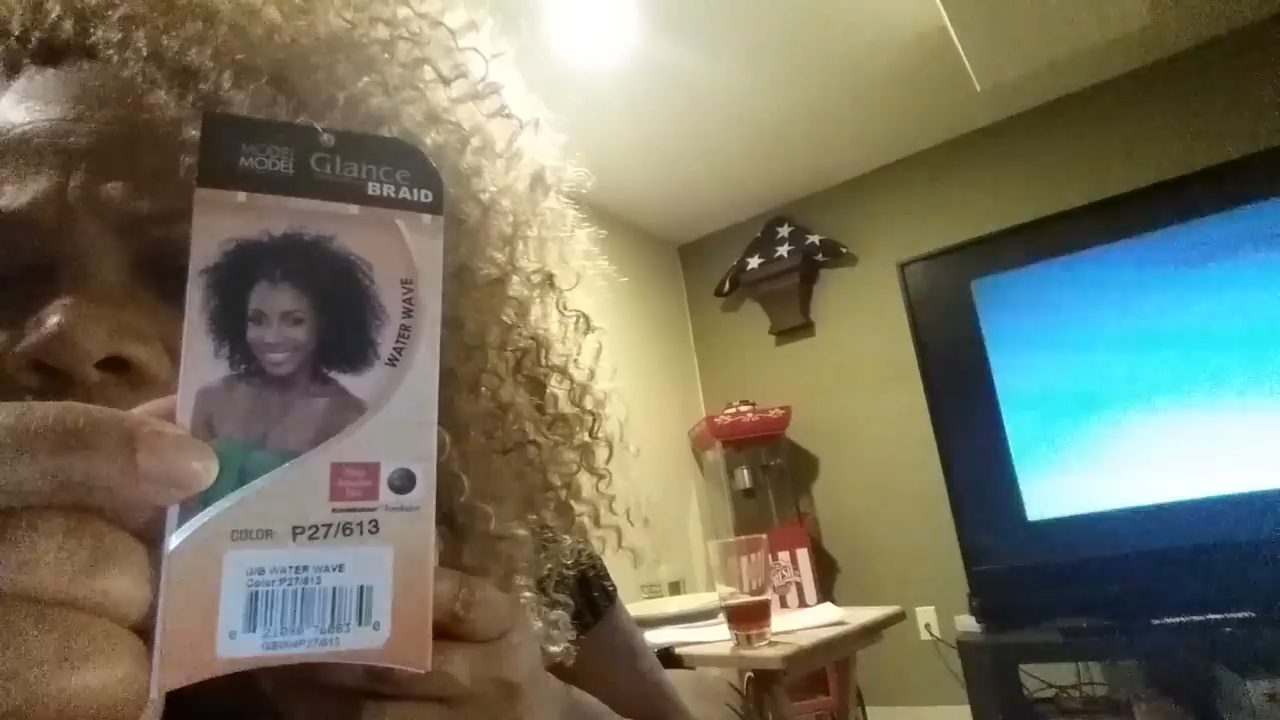 MODEL
MODEL
Glance
BRAID
WATER WAVE
COLOR: P27/613
G/B WATER WAVE
Color:P27/613